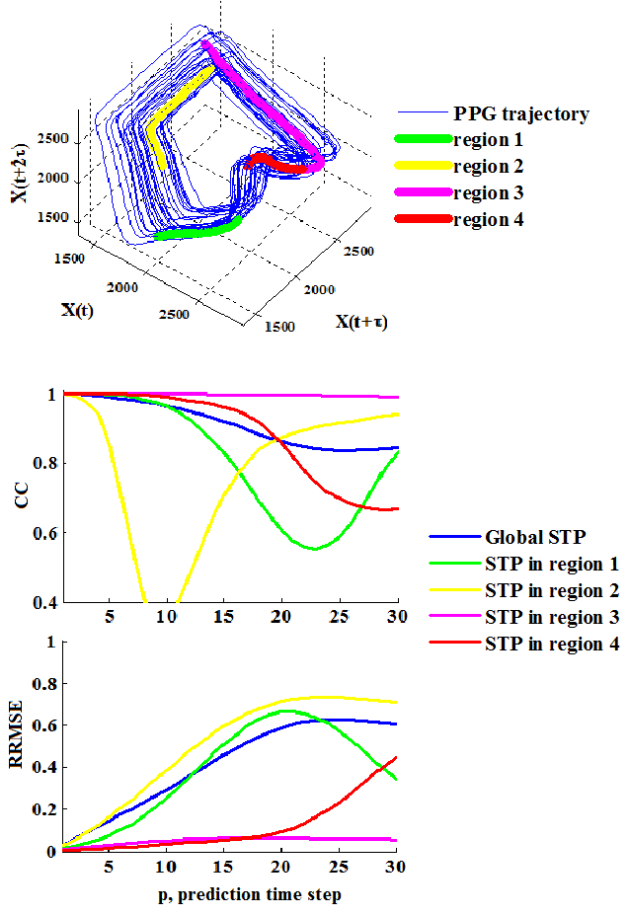 X(t+2τ)
2500
2000
1500
1500
2000
2500
X(t)
1500
2000
2500
X(t+τ)
PPG trajectory
region 1
region 2
region 3
region 4
CC
1
0.8
0.6
0.4
5
10
15
20
25
30
Global STP
STP in region 1
STP in region 2
STP in region 3
STP in region 4
RRMSE
1
0.8
0.6
0.4
0.2
0
5
10
15
20
25
30
p, prediction time step